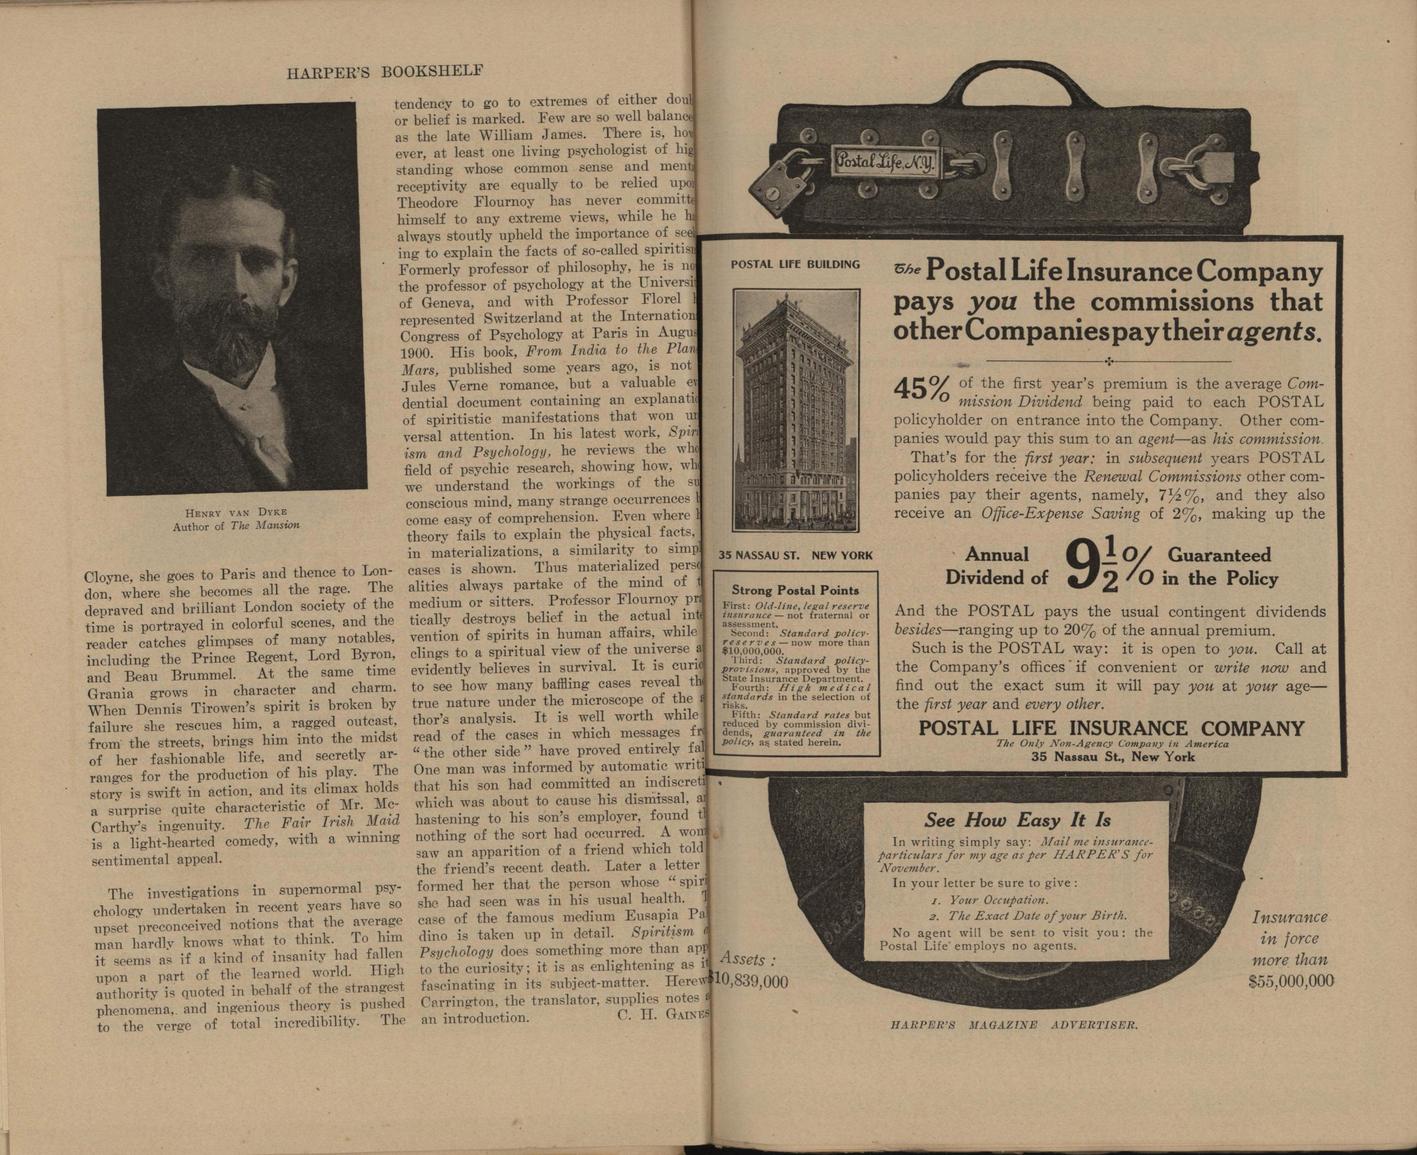 HARPER'S BOOKSHELF
HENRY VAN DYKE
Author of The Mansion
Cloyne, she goes to Paris and thence to Lon-
don, where she becomes all the rage. The
depraved and brilliant London society of the
time is portrayed in colorful scenes, and the
reader catches glimpses of many notables,
including the Prince Regent, Lord Byron,
and Beau Brummel. At the same time
Grania grows in character and charm.
When Dennis Tirowen's spirit is broken by
failure she rescues him, a ragged outcast,
from the streets, brings him into the midst
of her fashionable life, and secretly ar-
ranges for the production of his play. The
story is swift in action, and its climax holds
a surprise quite characteristic of Mr. Mc-
Carthy's ingenuity. The Fair Irish Maid
is a light-hearted comedy, with a winning
sentimental appeal.
The investigations in supernormal psy-
chology undertaken in recent years have so
upset preconceived notions that the average
man hardly knows what to think. To him
it seems as if a kind of insanity had fallen
upon a part of the learned world. High
authority is quoted in behalf of the strangest
phenomena, and ingenious theory is pushed
to the verge of total incredibility. The
tendency to go to extremes of either
or belief is marked. Few are so well
as the late William James. There is,
ever, at least one living psychologist of
standing whose common sense and
receptivity are equally to be relied
Theodore Flournoy has never
himself to any extreme views, while he
always stoutly upheld the importance of
ing to explain the facts of so-called
Formerly professor of philosophy, he is
the professor of psychology at the
of Geneva, and with Professor Florel
represented Switzerland at the
Congress of Psychology at Paris in
1900. His book, From India to the
Mars, published some years ago, is not
Jules Verne romance, but a valuable
dential document containing an
of spiritistic manifestations that won
versal attention. In his latest work,
ism and Psychology, he reviews the
field of psychic research, showing how,
we understand the workings of the
conscious mind, many strange occurrences
come easy of comprehension. Even where
theory fails to explain the physical facts,
in materializations, a similarity to
cases is shown. Thus materialized
alities always partake of the mind of
medium or sitters. Professor Flournoy
tically destroys belief in the actual
vention of spirits in human affairs, while
clings to a spiritual view of the universe
evidently believes in survival. It is
to see how many baffling cases reveal
true nature under the microscope of the
thor's analysis. It is well worth while
read of the cases in which messages
"the other side" have proved entirely
One man was informed by automatic
that his son had committed an
which was about to cause his dismissal,
hastening to his son's employer, found
nothing of the sort had occurred. A
saw an apparition of a friend which told
the friend's recent death. Later a letter
formed her that the person whose
she had seen was in his usual health.
case of the famous medium Eusapia
dino is taken up in detail. Spiritism
Psychology does something more than
to the curiosity; it is as enlightening as
fascinating in its subject-matter.
Carrington, the translator, supplies notes
an introduction. C. H. GAINES
Postal Life, N.Y.
POSTAL LIFE BUILDING
35 NASSAU ST. NEW YORK
Strong Postal Points
First: Old-line, legal reserve
insurance—not fraternal or
assessment.
Second: Standard policy-
reserves—now more than
$10,000,000.
Third: Standard policy-
provisions, approved by the
State Insurance Department.
Fourth: High medical
standards in the selection of
risks.
Fifth: Standard rates but
reduced by commission divi-
dends, guaranteed in the
policy, as stated herein.
The Postal Life Insurance Company
pays you the commissions that
other Companies pay their agents.
45% of the first year's premium is the average Com-
mission Dividend being paid to each POSTAL
policyholder on entrance into the Company. Other com-
panies would pay this sum to an agent—as his commission.
That's for the first year: in subsequent years POSTAL
policyholders receive the Renewal Commissions other com-
panies pay their agents, namely, 7½%, and they also
receive an Office-Expense Saving of 2%, making up the
Annual Dividend of 9½% Guaranteed in the Policy
And the POSTAL pays the usual contingent dividends
besides—ranging up to 20% of the annual premium.
Such is the POSTAL way: it is open to you. Call at
the Company's offices if convenient or write now and
find out the exact sum it will pay you at your age—
the first year and every other.
POSTAL LIFE INSURANCE COMPANY
The Only Non-Agency Company in America
35 Nassau St., New York
See How Easy It Is
In writing simply say: Mail me insurance-
particulars for my age as per HARPER'S for
November.
In your letter be sure to give:
1. Your Occupation.
2. The Exact Date of your Birth.
No agent will be sent to visit you: the
Postal Life employs no agents.
Assets:
$10,839,000
Insurance
in force
more than
$55,000,000
HARPER'S MAGAZINE ADVERTISER.